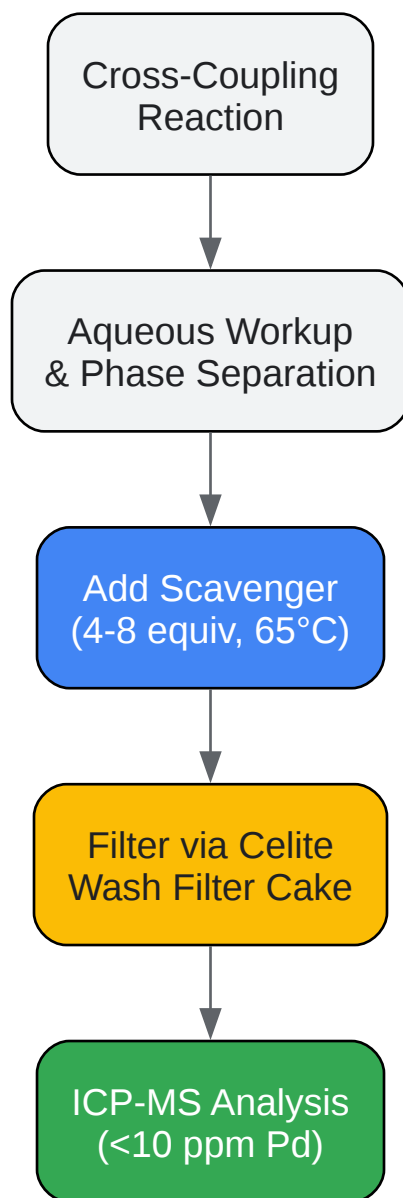 Cross-Coupling
Reaction
Aqueous Workup
& Phase Separation
Add Scavenger
(4-8 equiv, 65°C)
Filter via Celite
Wash Filter Cake
ICP-MS Analysis
(<10 ppm Pd)